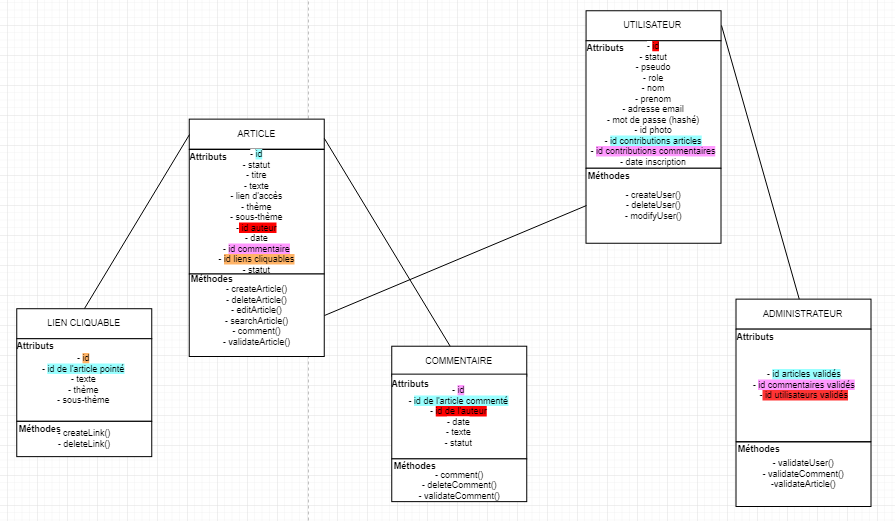 UTILISATEUR
Attributs
- id
- statut
- pseudo
- role
- nom
- prenom
- adresse email
- mot de passe (hashé)
- id photo
- id contributions articles
- id contributions commentaires
- date inscription
Méthodes
- createUser()
- deleteUser()
- modifyUser()
ARTICLE
Attributs
- id
- statut
- titre
- texte
- lien d'accès
- thème
- sous-thème
- id auteur
- date
- id commentaire
- id liens cliquables
- statut
Méthodes
- createArticle()
- deleteArticle()
- editArticle()
- searchArticle()
- comment()
- validateArticle()
LIEN CLIQUABLE
Attributs
- id
- id de l'article pointé
- texte
- thème
- sous-thème
Méthodes
- createLink()
- deleteLink()
COMMENTAIRE
Attributs
- id
- id de l'article commenté
- id de l'auteur
- date
- texte
- statut
Méthodes
- comment()
- deleteComment()
- validateComment()
ADMINISTRATEUR
Attributs
- id articles validés
- id commentaires validés
- id utilisateurs validés
Méthodes
- validateUser()
- validateComment()
-validateArticle()